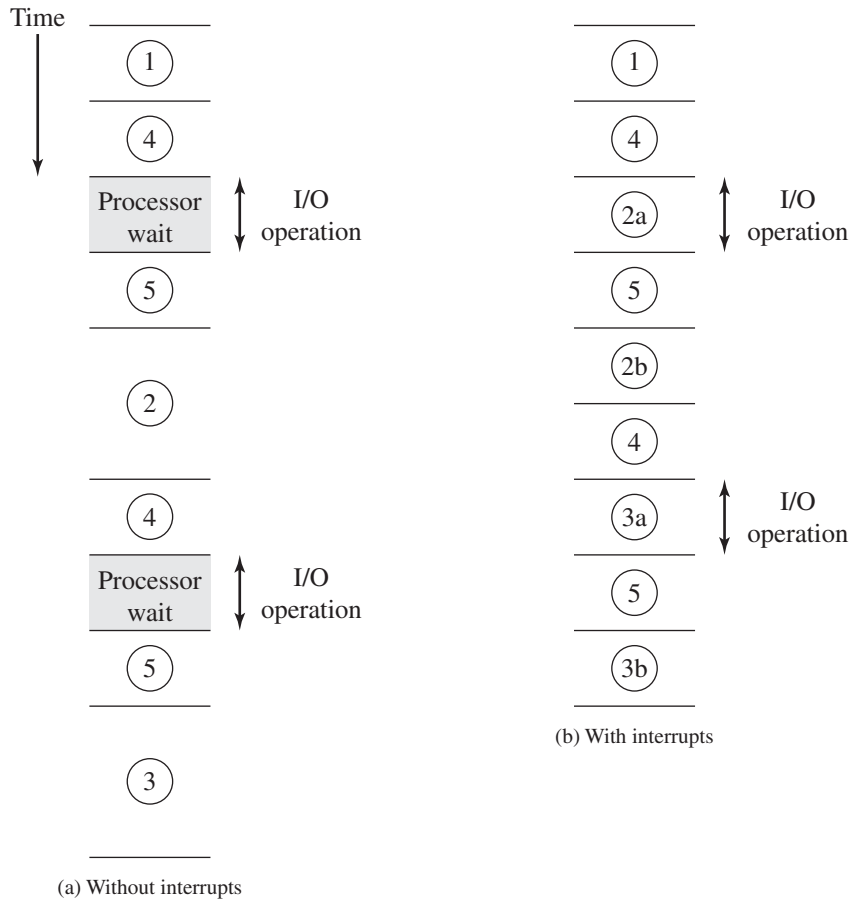 Time
1
4
Processor
wait
I/O
operation
5
2
4
Processor
wait
I/O
operation
5
3
(a) Without interrupts
1
4
2a
I/O
operation
5
2b
4
3a
I/O
operation
5
3b
(b) With interrupts